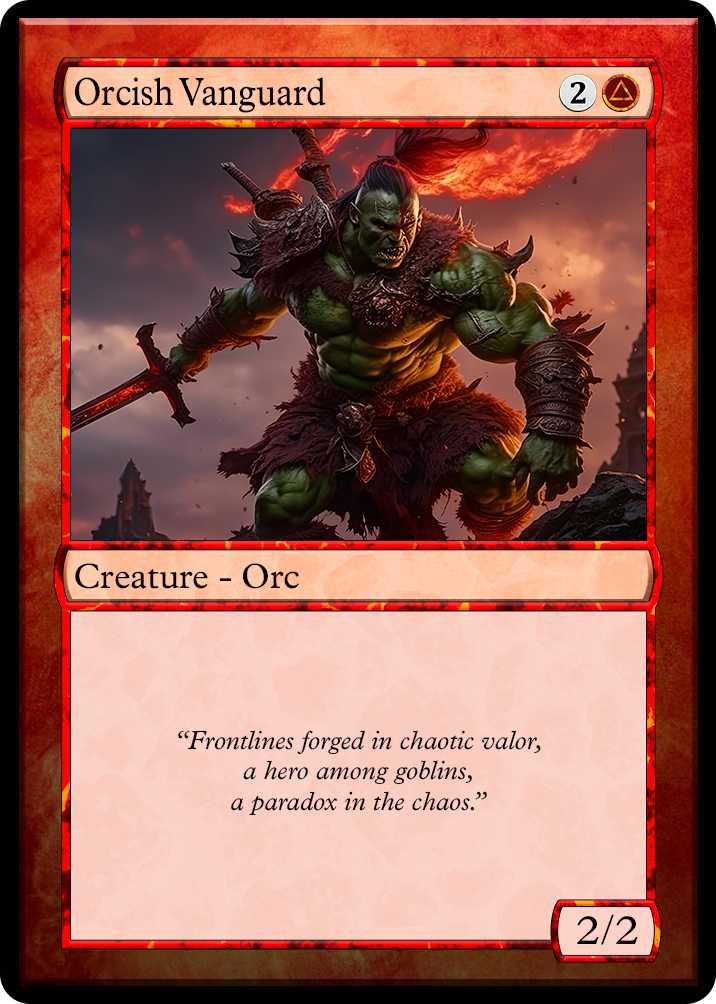 Orcish Vanguard
2
Creature - Orc
“Frontlines forged in chaotic valor,
a hero among goblins,
a paradox in the chaos.”
2/2